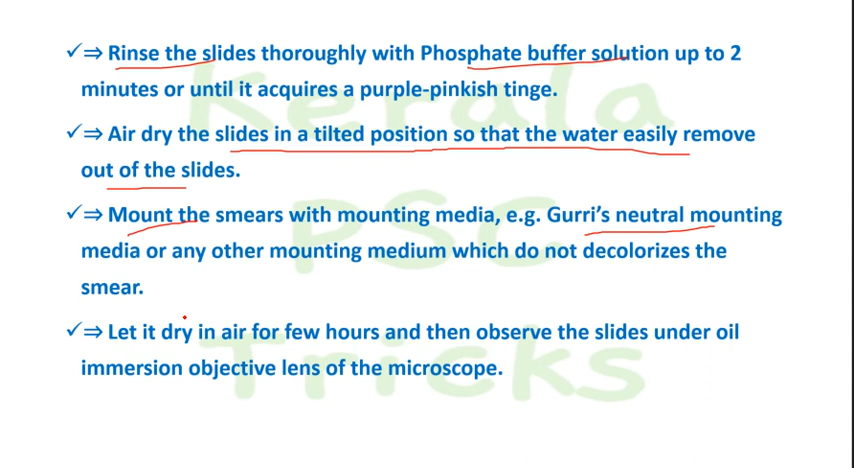 ✓⇒ Rinse the slides thoroughly with Phosphate buffer solution up to 2
minutes or until it acquires a purple-pinkish tinge.
✓⇒ Air dry the slides in a tilted position so that the water easily remove
out of the slides.
✓⇒ Mount the smears with mounting media, e.g. Gurri's neutral mounting
media or any other mounting medium which do not decolorizes the
smear.
✓⇒ Let it dry in air for few hours and then observe the slides under oil
immersion objective lens of the microscope.
Kerala
PSC
Tricks